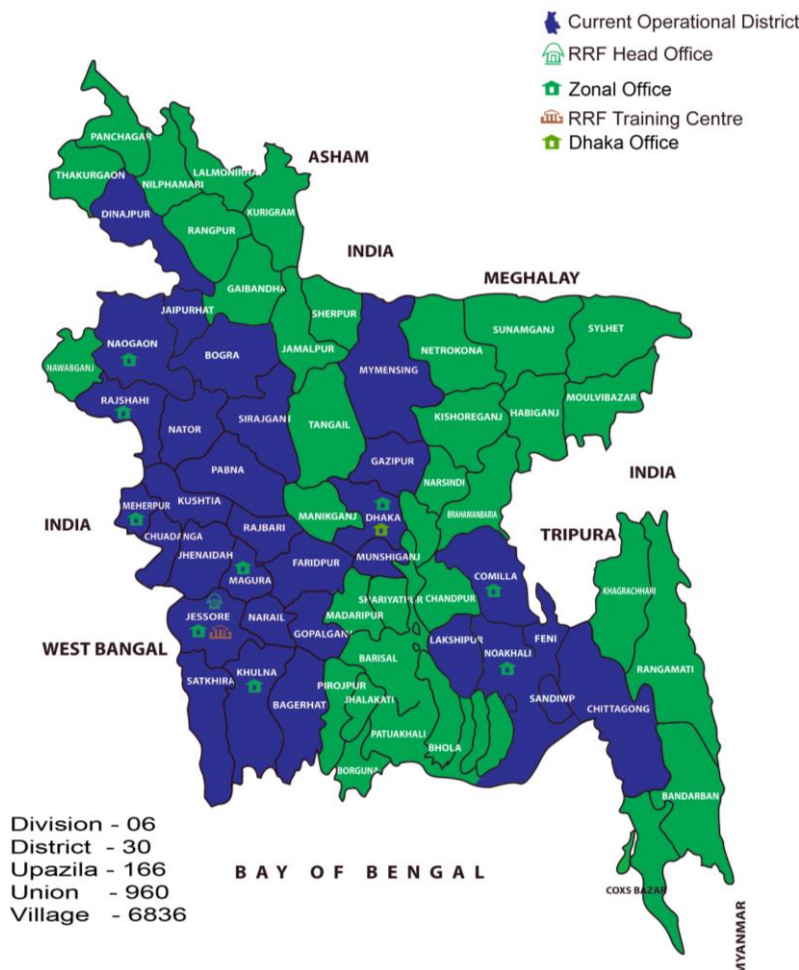 Current Operational District
RRF Head Office
Zonal Office
RRF Training Centre
Dhaka Office
PANCHAGAR
ASHAM
THAKURGAON
NILPHAMARI
LALMONIRHA
DINAJPUR
KURIGRAM
RANGPUR
INDIA
MEGHALAY
GAIBANDHA
JAIPURHAT
SHERPUR
NAOGAON
BOGRA
JAMALPUR
NETROKONA
SUNAMGANJ
SYLHET
NAWABGANJ
MYMENSING
RAJSHAHI
MOULVIBAZAR
NATOR
SIRAJGANJ
TANGAIL
KISHOREGANJ
HABIGANJ
GAZIPUR
PABNA
NARSINDI
INDIA
MEHERPUR
KUSHTIA
MANIKGANJ
DHAKA
BRAHAMANBARIA
INDIA
CHUADANGA
RAJBARI
TRIPURA
JHENAIDAH
FARIDPUR
MUNSHIGANJ
MAGURA
COMILLA
KHAGRACHHARI
SHARIYATPUR
CHANDPUR
JESSORE
NARAIL
MADARIPUR
WEST BANGAL
GOPALGANJ
LAKSHIPUR
FENI
NOAKHALI
BARISAL
RANGAMATI
SATKHIRA
KHULNA
PIROJPUR
BAGERHAT
JHALAKATI
SANDIWP
CHITTAGONG
PATUAKHALI
BHOLA
BORGUNA
BANDARBAN
Division - 06
District - 30
Upazila - 166
Union - 960
Village - 6836
BAY OF BENGAL
COXS BAZAR
MYANMAR